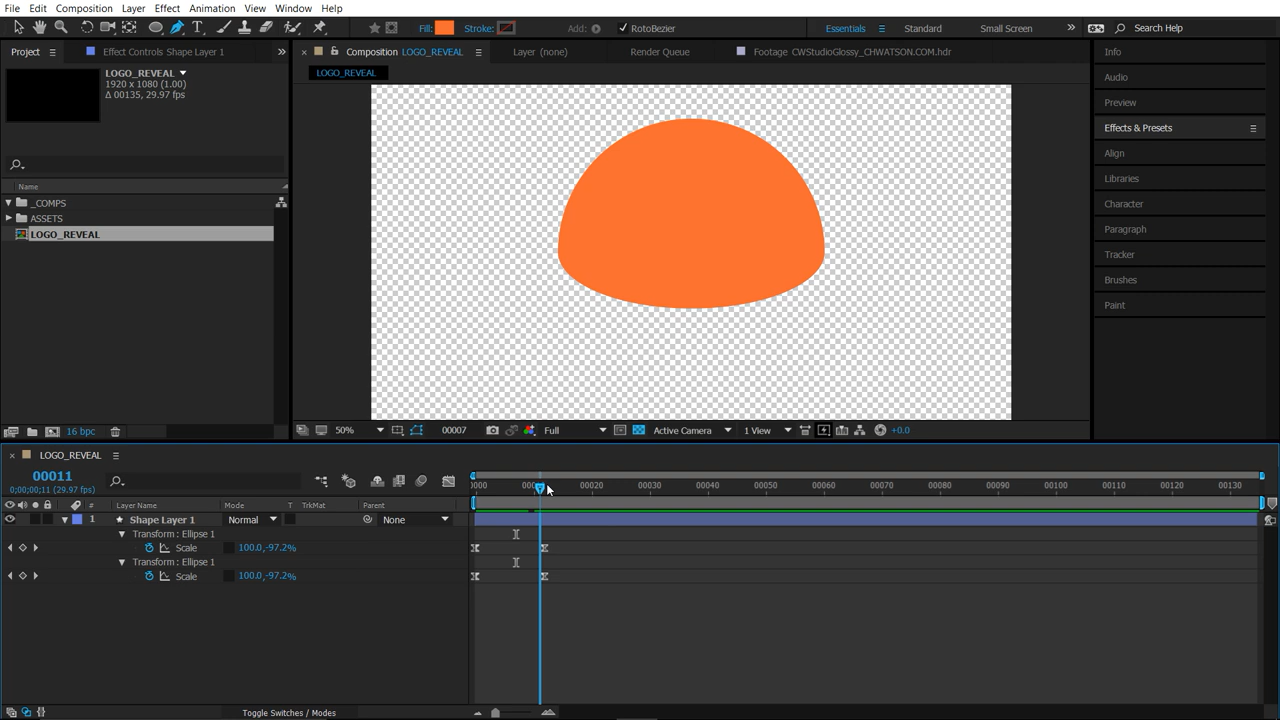 File Edit Composition Layer Effect Animation View Window Help
Fill: Stroke: Add: RotoBezier Essentials Standard Small Screen Search Help
Project Effect Controls Shape Layer 1 Composition LOGO_REVEAL Layer (none) Render Queue Footage CWStudioGlossy_CHWATSON.COM.hdr Info
LOGO_REVEAL
1920 x 1080 (1.00)
Δ 00135, 29.97 fps
LOGO_REVEAL
Audio
Preview
Effects & Presets
Align
Libraries
Character
Paragraph
Tracker
Brushes
Paint
Name
_COMPS
ASSETS
LOGO_REVEAL
16 bpc
50% 00007 Full Active Camera 1 View +0.0
LOGO_REVEAL
00011
0;00;00;11 (29.97 fps)
00020 00030 00040 00050 00060 00070 00080 00090 00100 00110 00120 00130
# Layer Name Mode T TrkMat Parent
1 Shape Layer 1 Normal None
Transform : Ellipse 1
Scale 100.0,-97.2%
Transform : Ellipse 1
Scale 100.0,-97.2%
Toggle Switches / Modes